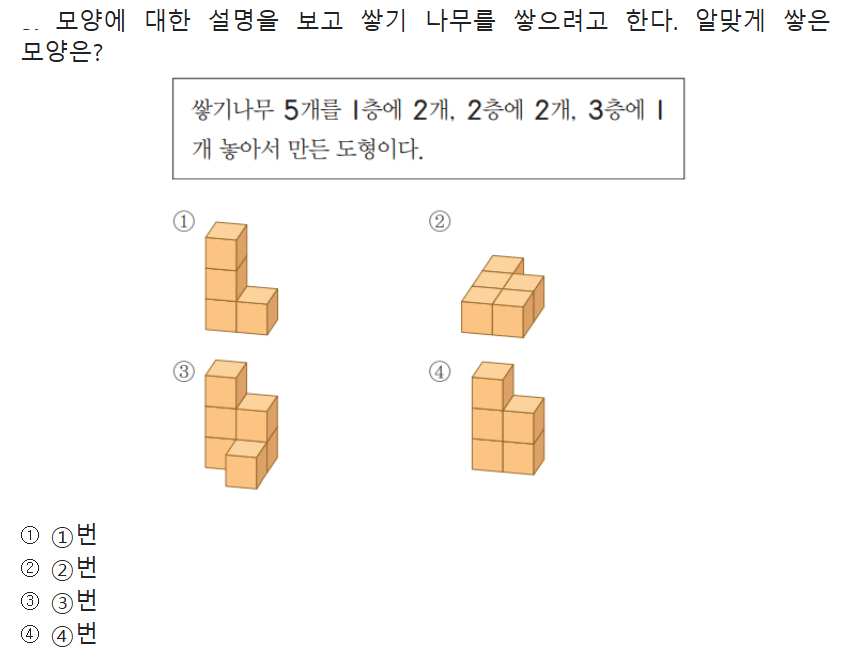 모양에 대한 설명을 보고 쌓기 나무를 쌓으려고 한다. 알맞게 쌓은
모양은?
쌓기나무 5개를 1층에 2개, 2층에 2개, 3층에 1
개 놓아서 만든 도형이다.
① ②
③ ④
① ①번
② ②번
③ ③번
④ ④번